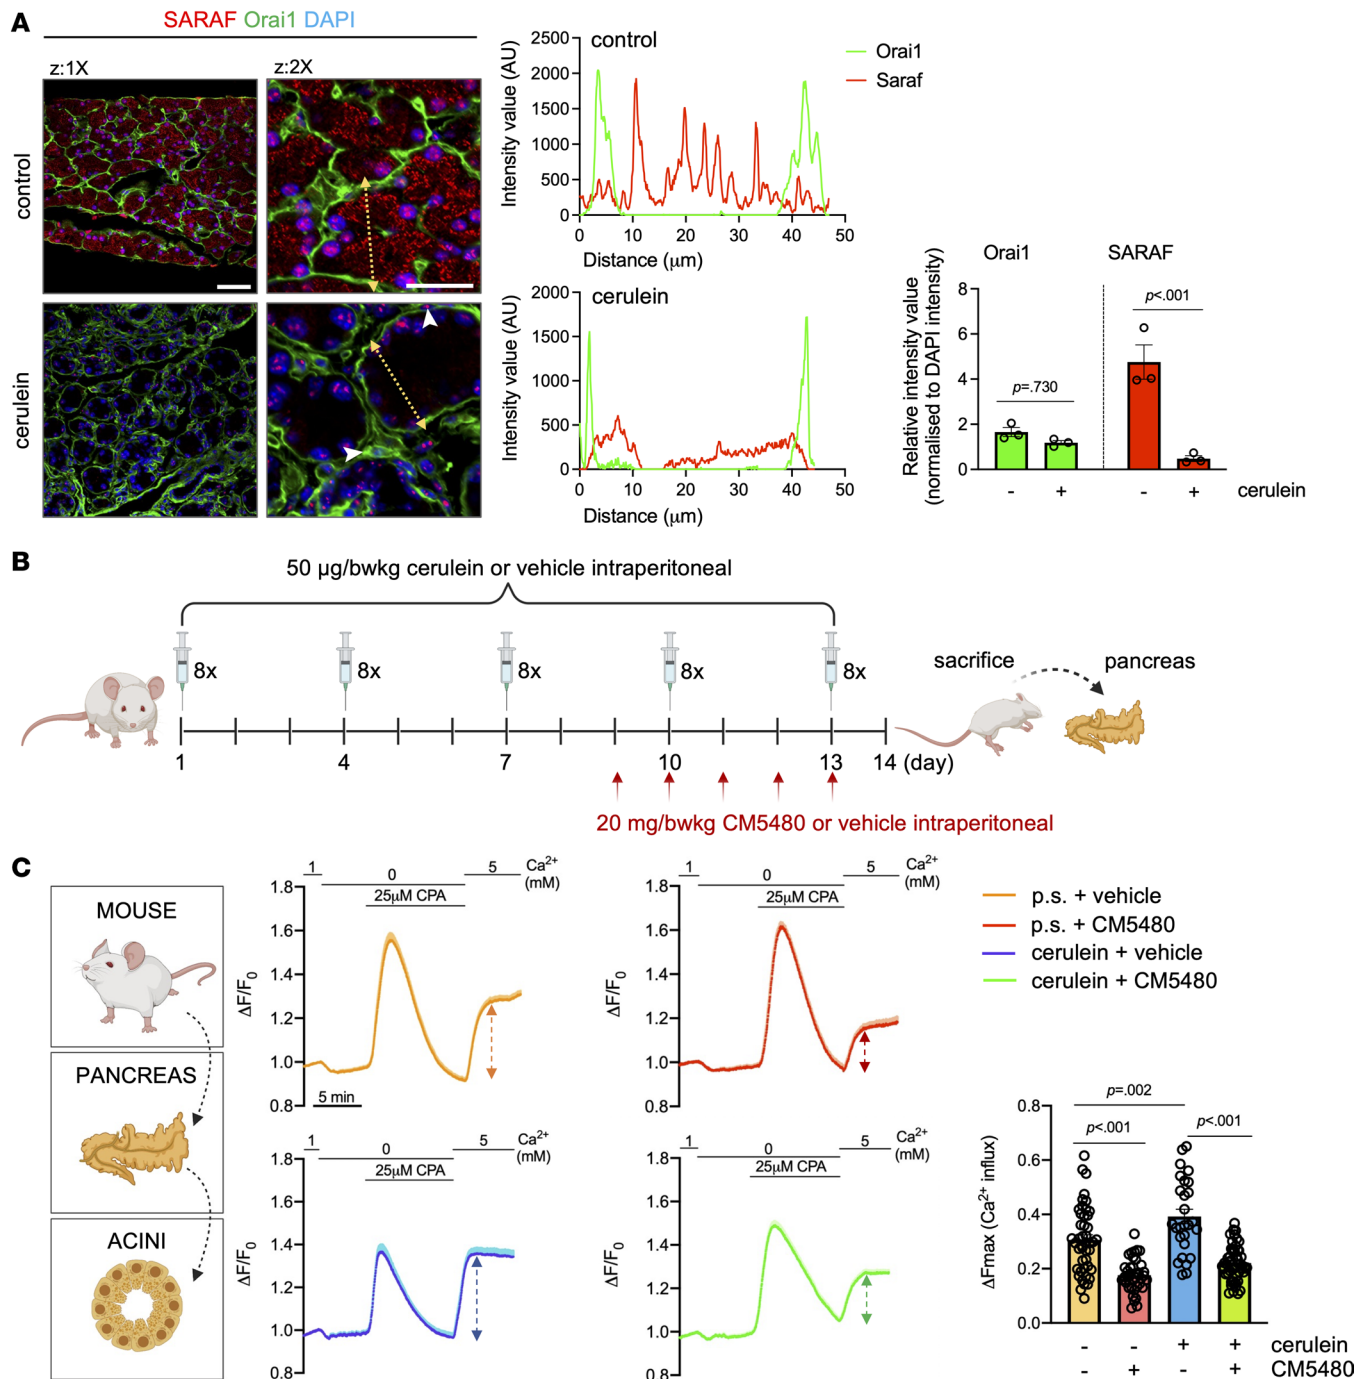 A
SARAF Orai1 DAPI
z:1X
z:2X
control
cerulein
control
Orai1
Saraf
Intensity value (AU)
2500
2000
1500
1000
500
0
0 10 20 30 40 50
Distance (μm)
cerulein
Intensity value (AU)
2000
1500
1000
500
0
0 10 20 30 40 50
Distance (μm)
Orai1 SARAF
Relative intensity value
(normalised to DAPI intensity)
8
6
4
2
0
p=.730
p<.001
- + - + cerulein
B
50 μg/bwkg cerulein or vehicle intraperitoneal
8x 8x 8x 8x 8x
sacrifice pancreas
1 4 7 10 13 14 (day)
20 mg/bwkg CM5480 or vehicle intraperitoneal
C
MOUSE
PANCREAS
ACINI
1 0 5 Ca2+
(mM)
25μM CPA
ΔF/F0
1.8
1.6
1.4
1.2
1.0
0.8
5 min
1 0 5 Ca2+
(mM)
25μM CPA
ΔF/F0
1.8
1.6
1.4
1.2
1.0
0.8
1 0 5 Ca2+
(mM)
25μM CPA
ΔF/F0
1.8
1.6
1.4
1.2
1.0
0.8
1 0 5 Ca2+
(mM)
25μM CPA
ΔF/F0
1.8
1.6
1.4
1.2
1.0
0.8
p.s. + vehicle
p.s. + CM5480
cerulein + vehicle
cerulein + CM5480
ΔFmax (Ca2+ influx)
0.8
0.6
0.4
0.2
0.0
p=.002
p<.001
p<.001
- - + + cerulein
- + - + CM5480